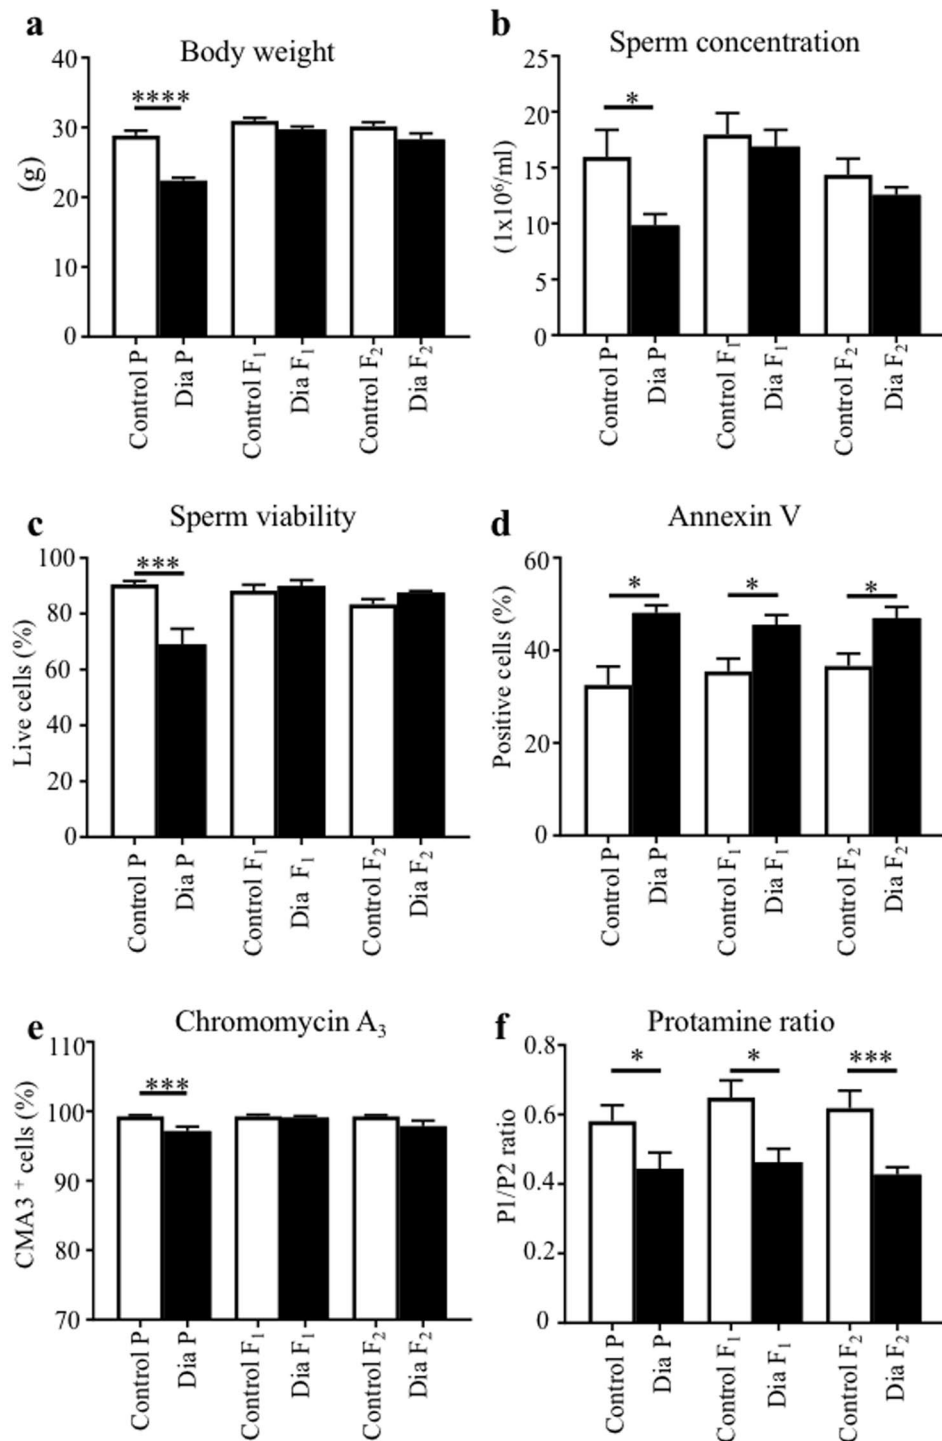 a
Body weight
(g)
40
30
20
10
0
****
Control P
Dia P
Control F₁
Dia F₁
Control F₂
Dia F₂
b
Sperm concentration
(1x10⁶/ml)
25
20
15
10
5
0
*
Control P
Dia P
Control F₁
Dia F₁
Control F₂
Dia F₂
c
Sperm viability
Live cells (%)
100
80
60
40
20
0
***
Control P
Dia P
Control F₁
Dia F₁
Control F₂
Dia F₂
d
Annexin V
Positive cells (%)
60
40
20
0
*
*
*
Control P
Dia P
Control F₁
Dia F₁
Control F₂
Dia F₂
e
Chromomycin A₃
CMA3 ⁺ cells (%)
110
100
90
80
70
***
Control P
Dia P
Control F₁
Dia F₁
Control F₂
Dia F₂
f
Protamine ratio
P1/P2 ratio
0.8
0.6
0.4
0.2
0
*
*
***
Control P
Dia P
Control F₁
Dia F₁
Control F₂
Dia F₂